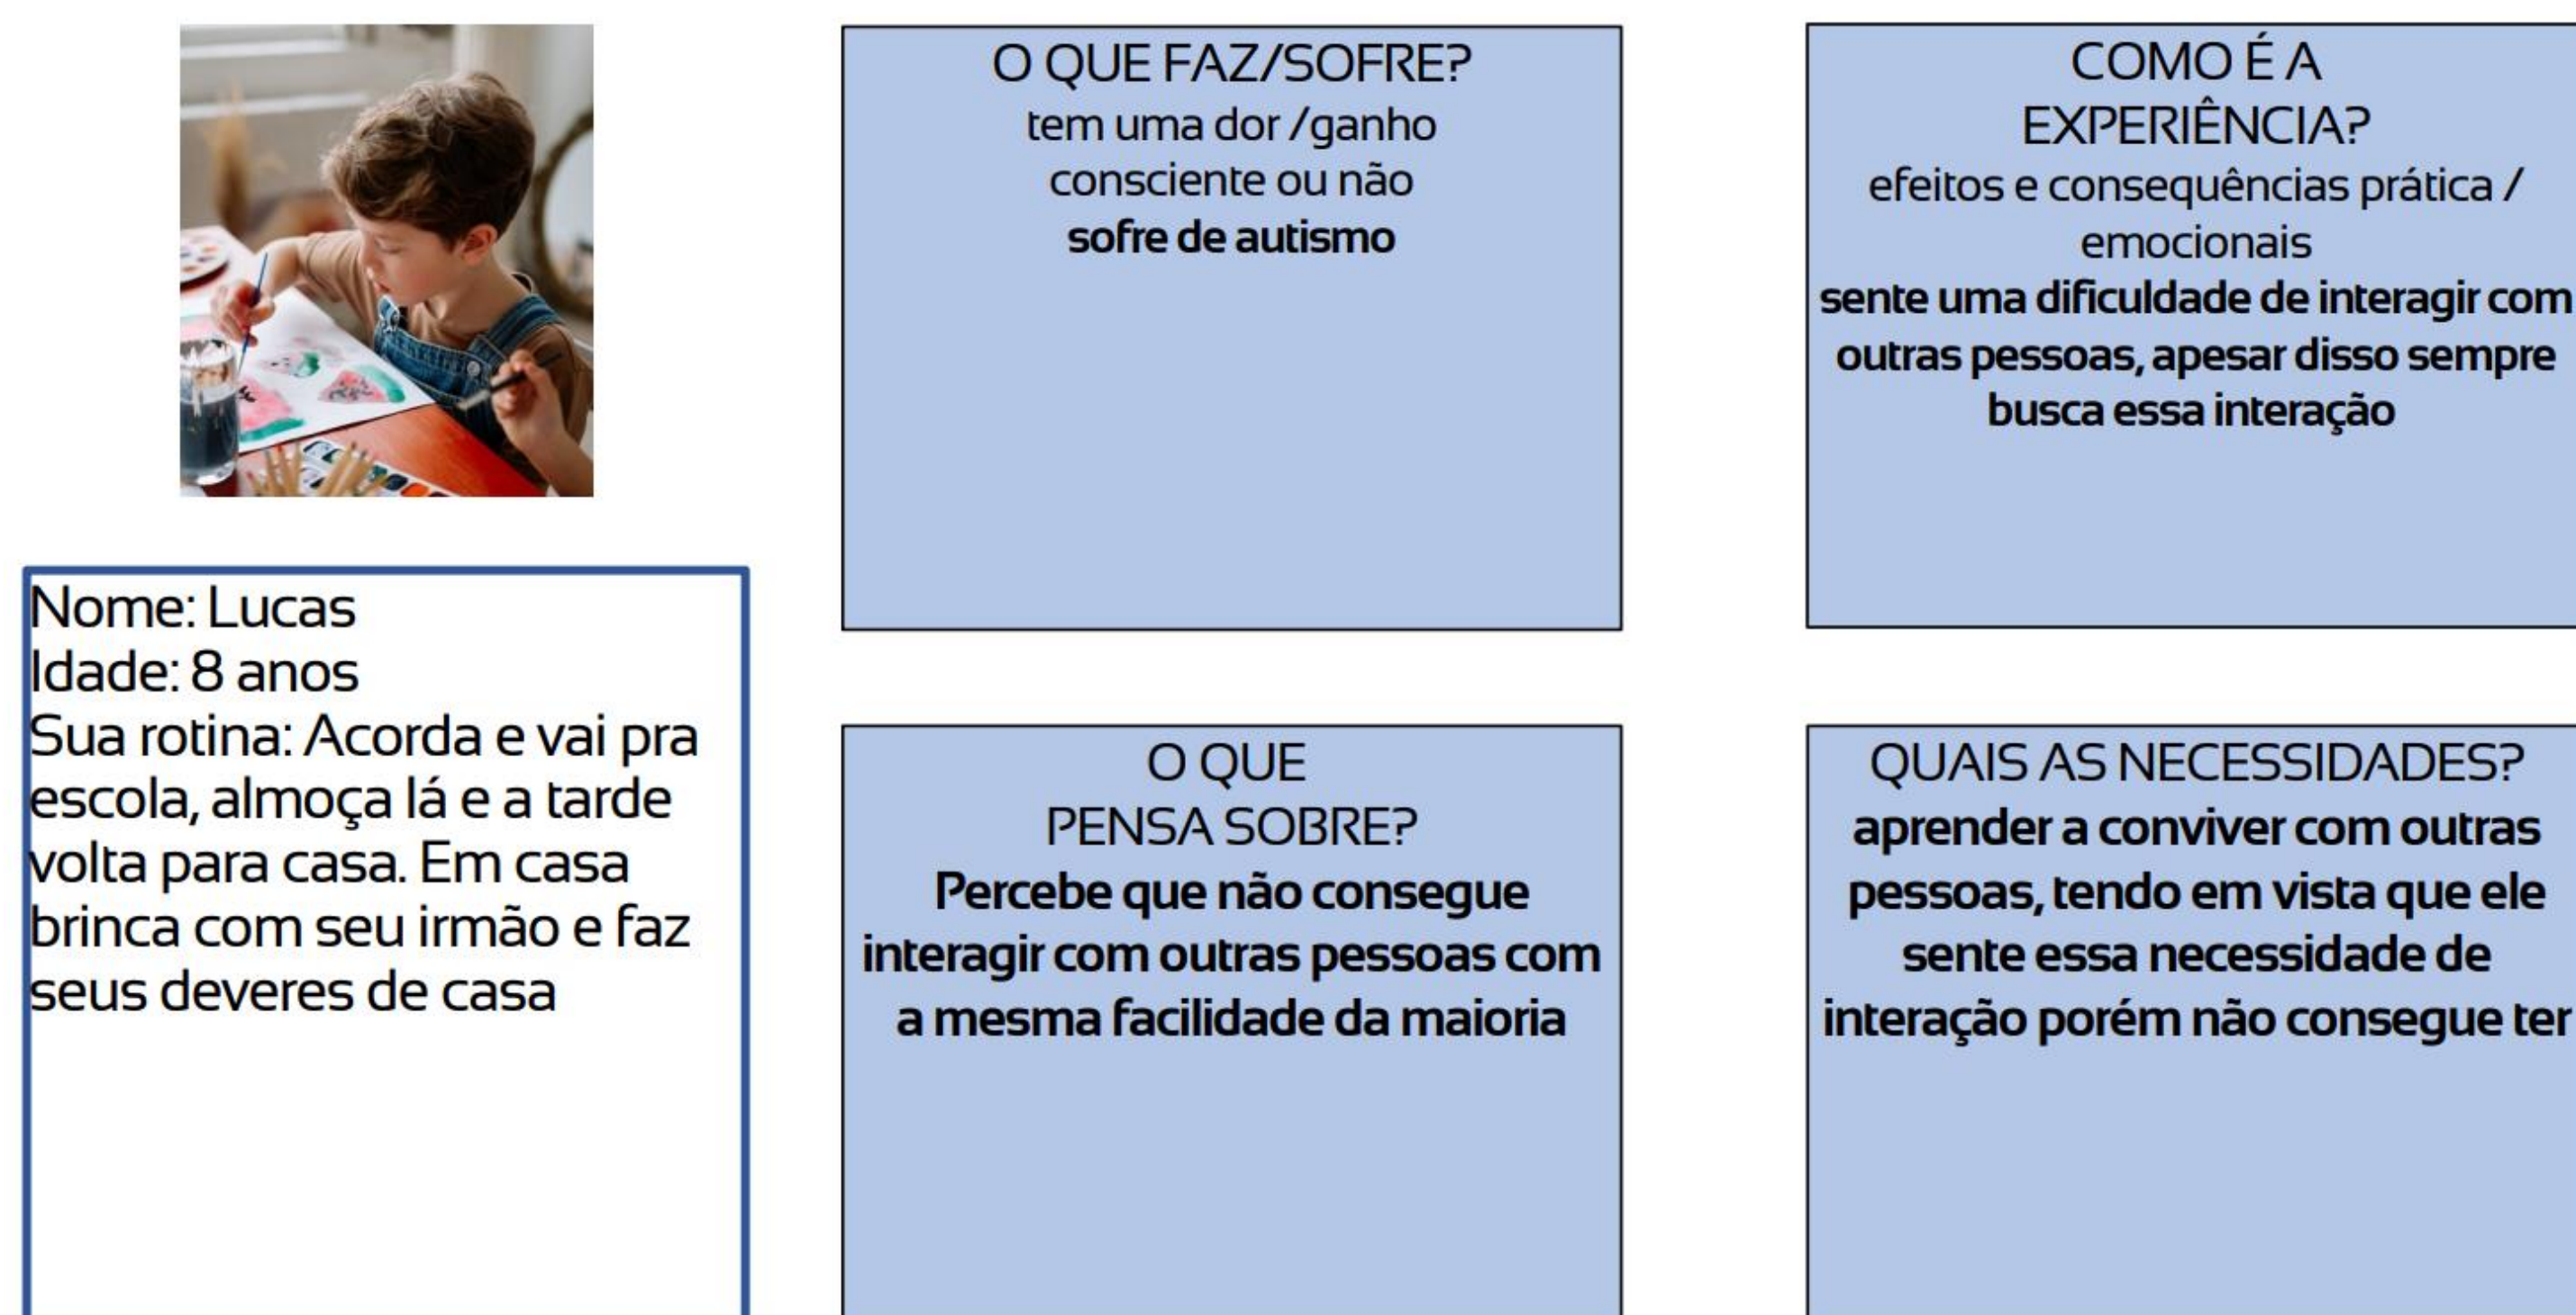 O QUE FAZ/SOFRE?
tem uma dor /ganho
consciente ou não
sofre de autismo
COMO É A
EXPERIÊNCIA?
efeitos e consequências prática /
emocionais
sente uma dificuldade de interagir com
outras pessoas, apesar disso sempre
busca essa interação
Nome: Lucas
Idade: 8 anos
Sua rotina: Acorda e vai pra
escola, almoça lá e a tarde
volta para casa. Em casa
brinca com seu irmão e faz
seus deveres de casa
O QUE
PENSA SOBRE?
Percebe que não consegue
interagir com outras pessoas com
a mesma facilidade da maioria
QUAIS AS NECESSIDADES?
aprender a conviver com outras
pessoas, tendo em vista que ele
sente essa necessidade de
interação porém não consegue ter